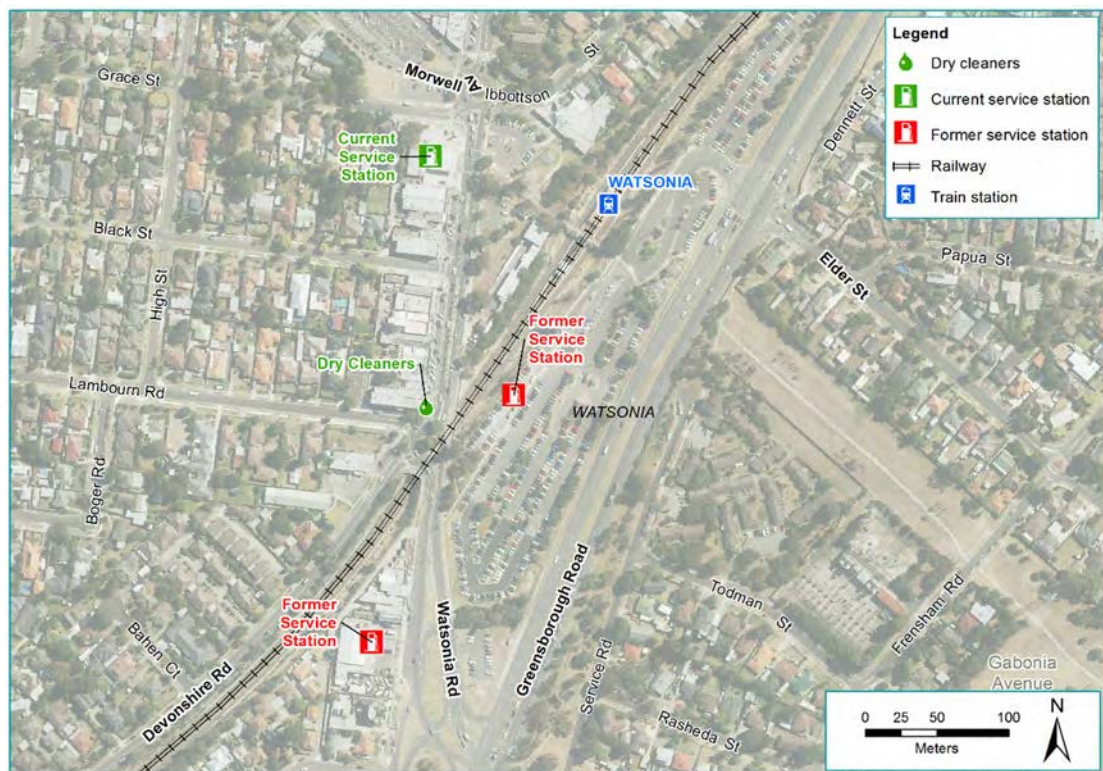 Legend
Dry cleaners
Current service station
Former service station
Railway
Train station
Grace St
Morwell Av
Ibbottson St
Dennett St
Current
Service
Station
WATSONIA
Black St
High St
Elder St
Papua St
Former
Service
Station
Dry Cleaners
Lambourn Rd
WATSONIA
Boger Rd
Former
Service
Station
Bahen Ct
Devonshire Rd
Watsonia Rd
Greensborough Road
Service Rd
Todman St
Frensham Rd
Rasheda St
Gabonia
Avenue
0 25 50 100
Meters
N